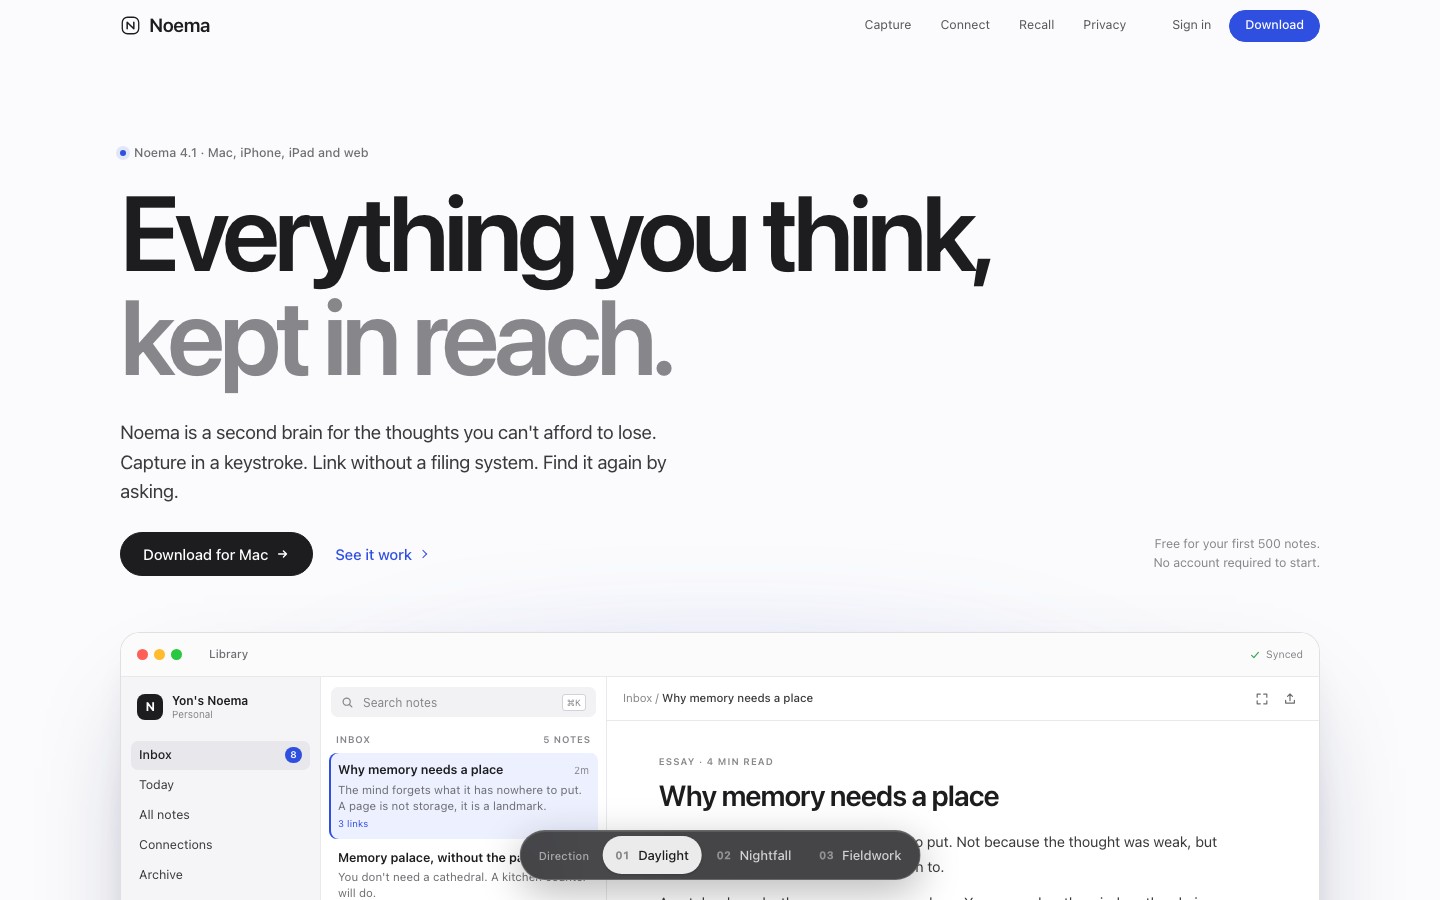 N Noema
Capture Connect Recall Privacy Sign in Download
Noema 4.1 · Mac, iPhone, iPad and web
Everything you think,
kept in reach.
Noema is a second brain for the thoughts you can't afford to lose.
Capture in a keystroke. Link without a filing system. Find it again by
asking.
Download for Mac → See it work
Free for your first 500 notes.
No account required to start.
Library
Synced
N
Yon's Noema
Personal
Inbox 8
Today
All notes
Connections
Archive
Search notes ⌘K
INBOX 5 NOTES
Why memory needs a place 2m
The mind forgets what it has nowhere to put.
A page is not storage, it is a landmark.
3 links
Memory palace, without the
You don't need a cathedral. A kitchen
will do.
Inbox / Why memory needs a place
ESSAY · 4 MIN READ
Why memory needs a place
put. Not because the thought was weak, but
to.
Direction 01 Daylight 02 Nightfall 03 Fieldwork